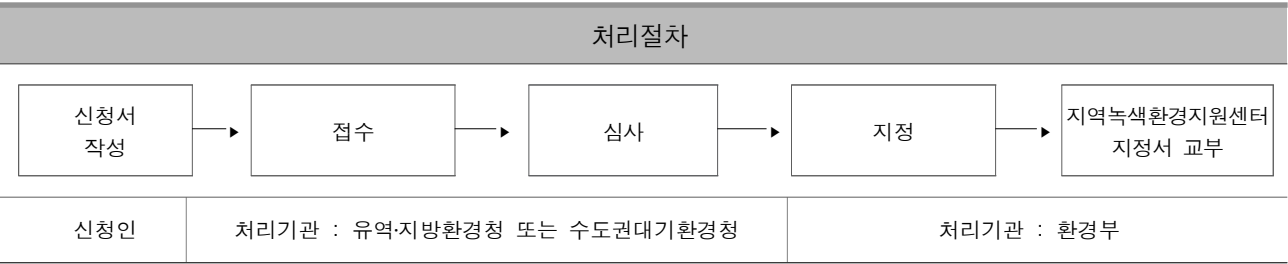 처리절차
신청서
작성
접수
심사
지정
지역녹색환경지원센터
지정서 교부
신청인
처리기관 : 유역·지방환경청 또는 수도권대기환경청
처리기관 : 환경부